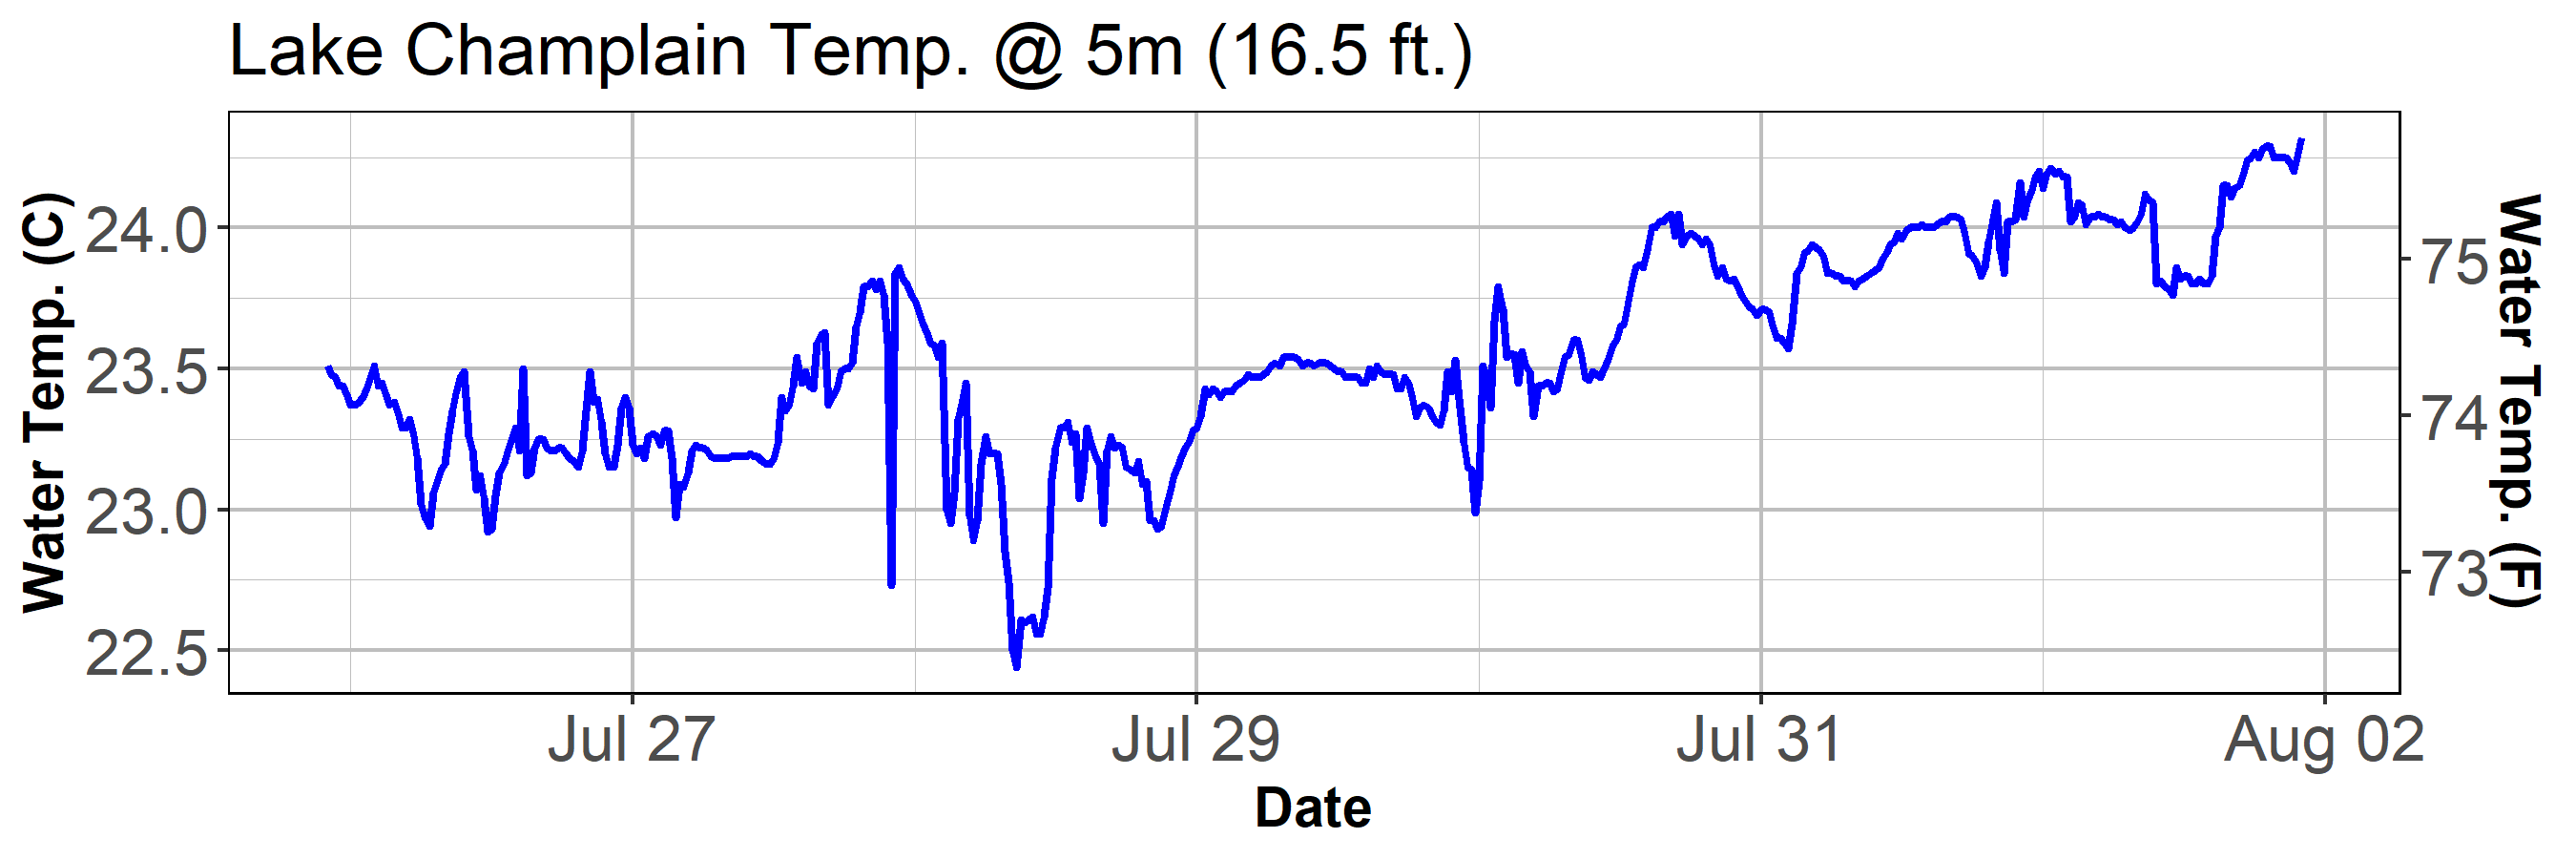 Lake Champlain Temp. @ 5m (16.5 ft.)
Water Temp. (C)
24.0
23.5
23.0
22.5
75
74
73
Water Temp. (F)
Jul 27
Jul 29
Jul 31
Aug 02
Date